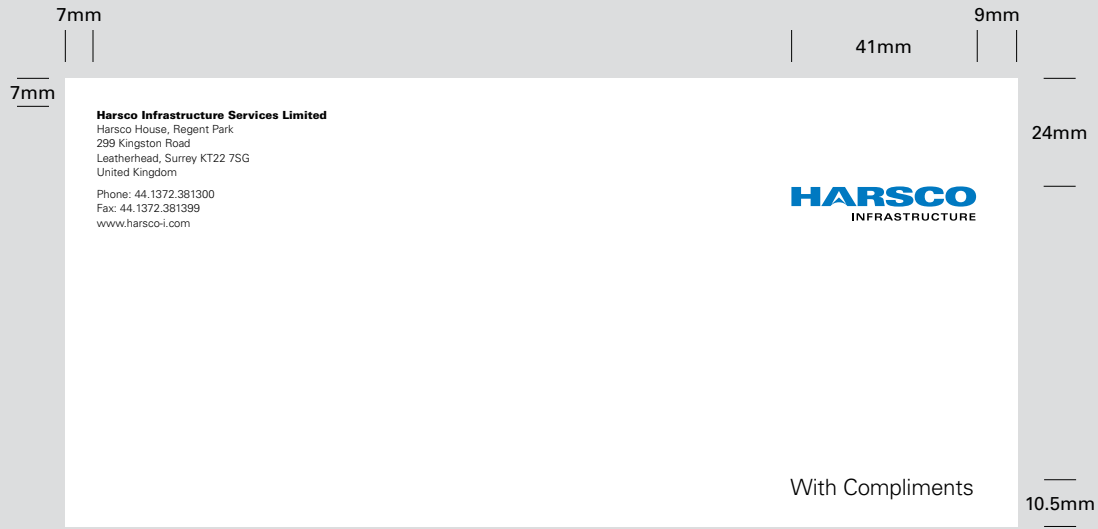 7mm
9mm
41mm
7mm
Harsco Infrastructure Services Limited
Harsco House, Regent Park
299 Kingston Road
Leatherhead, Surrey KT22 7SG
United Kingdom
Phone: 44.1372.381300
Fax: 44.1372.381399
www.harsco-i.com
24mm
HARSCO
INFRASTRUCTURE
With Compliments
10.5mm